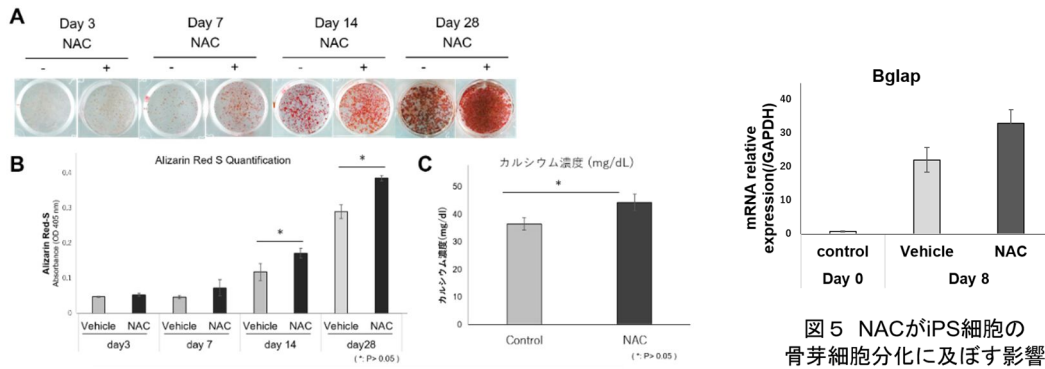 A
Day 3
NAC
- +
Day 7
NAC
- +
Day 14
NAC
- +
Day 28
NAC
- +
B
Alizarin Red S Quantification
Alizarin Red-S
Absorbance (OD 405 nm)
0.4
0.3
0.2
0.1
0
*
*
Vehicle NAC Vehicle NAC Vehicle NAC Vehicle NAC
day3 day 7 day 14 day28
( *: P> 0.05 )
C
カルシウム濃度 (mg/dL)
カルシウム濃度(mg/dl)
50
40
30
20
10
0
*
Control NAC
( *: P> 0.05 )
Bglap
mRNA relative
expression(/GAPDH)
40
30
20
10
0
control Vehicle NAC
Day 0 Day 8
図5 NACがiPS細胞の
骨芽細胞分化に及ぼす影響